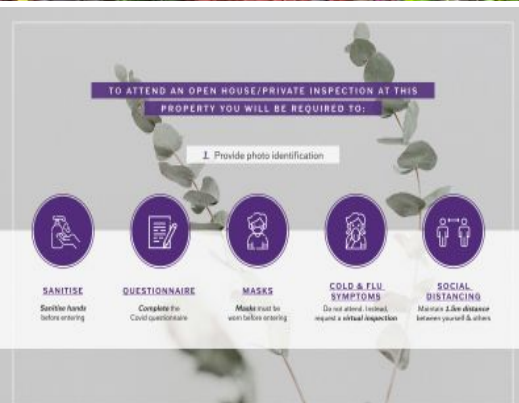 TO ATTEND AN OPEN HOUSE/PRIVATE INSPECTION AT THIS
PROPERTY YOU WILL BE REQUIRED TO:
1. Provide photo identification
SANITISE
Sanitise hands
before entering
QUESTIONNAIRE
Complete the
Covid questionnaire
MASKS
Masks must be
worn before entering
COLD & FLU
SYMPTOMS
Do not attend. Instead,
request a virtual inspection
SOCIAL
DISTANCING
Maintain 1.5m distance
between yourself & others